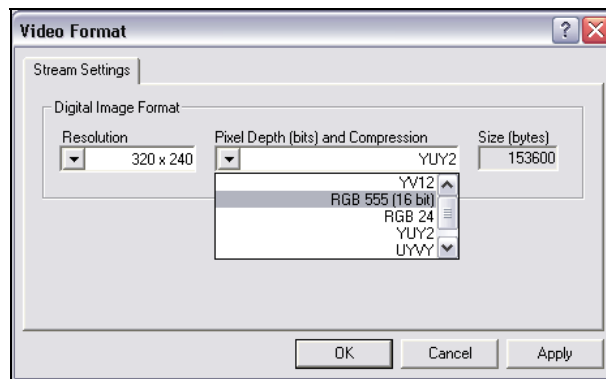 Video Format
Stream Settings
Digital Image Format
Resolution Pixel Depth (bits) and Compression Size (bytes)
320 x 240 YUY2 153600
YV12
RGB 555 (16 bit)
RGB 24
YUY2
UYVY
OK Cancel Apply